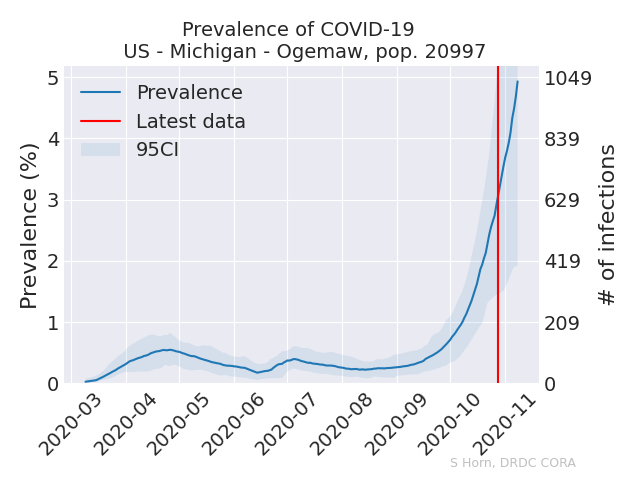 Prevalence of COVID-19
US - Michigan - Ogemaw, pop. 20997
Prevalence
Latest data
95CI
Prevalence (%)
5
4
3
2
1
0
1049
839
629
419
209
0
# of infections
2020-03
2020-04
2020-05
2020-06
2020-07
2020-08
2020-09
2020-10
2020-11
S Horn, DRDC CORA